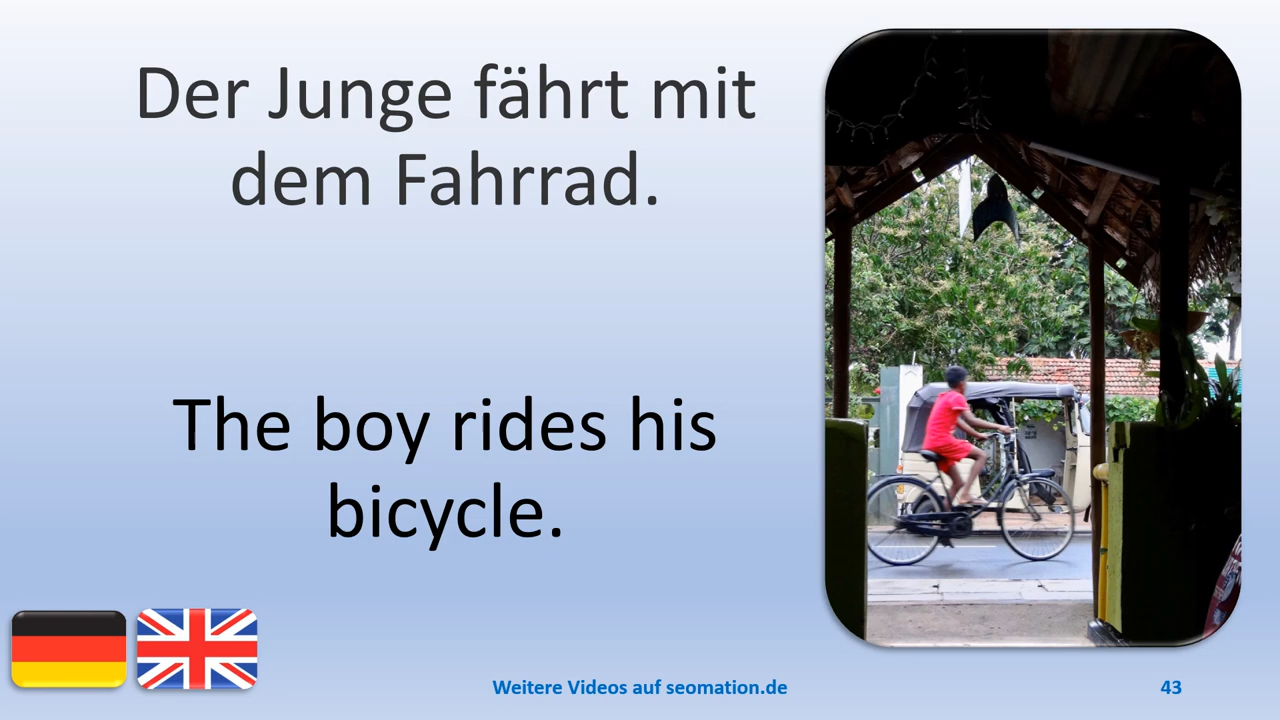 Der Junge fährt mit
dem Fahrrad.
The boy rides his
bicycle.
Weitere Videos auf seomation.de
43